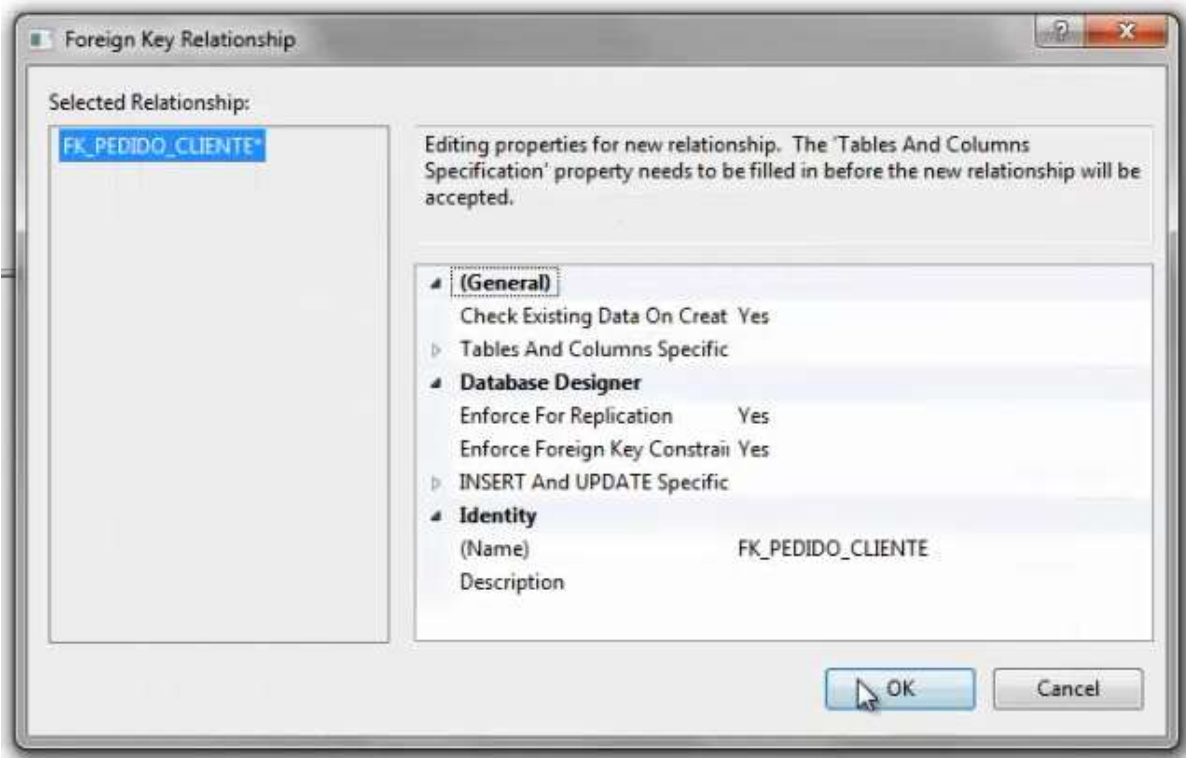 Foreign Key Relationship
Selected Relationship:
FK_PEDIDO_CLIENTE*
Editing properties for new relationship. The 'Tables And Columns
Specification' property needs to be filled in before the new relationship will be
accepted.
(General)
Check Existing Data On Creat Yes
Tables And Columns Specific
Database Designer
Enforce For Replication Yes
Enforce Foreign Key Constrai Yes
INSERT And UPDATE Specific
Identity
(Name) FK_PEDIDO_CLIENTE
Description
OK Cancel